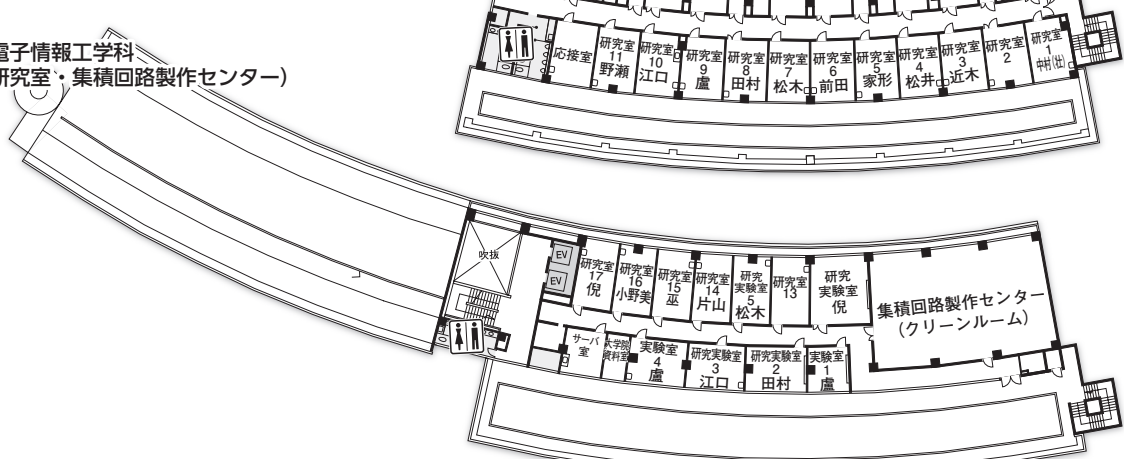 電子情報工学科
研究室・集積回路製作センター）
応接室
研究室
11
野瀬
研究室
10
江口
研究室
9
盧
研究室
8
田村
研究室
7
松木
研究室
6
前田
研究室
5
家形
研究室
4
松井
研究室
3
近木
研究室
2
研究室
1
中村(壮)
吹抜
EV
EV
研究室
17
倪
研究室
16
小野美
研究室
15
巫
研究室
14
片山
研究
実験室
5
松木
研究室
13
研究
実験室
倪
集積回路製作センター
（クリーンルーム）
サーバ
室
大学院
資料室
実験室
4
盧
研究実験室
3
江口
研究実験室
2
田村
実験室
1
盧